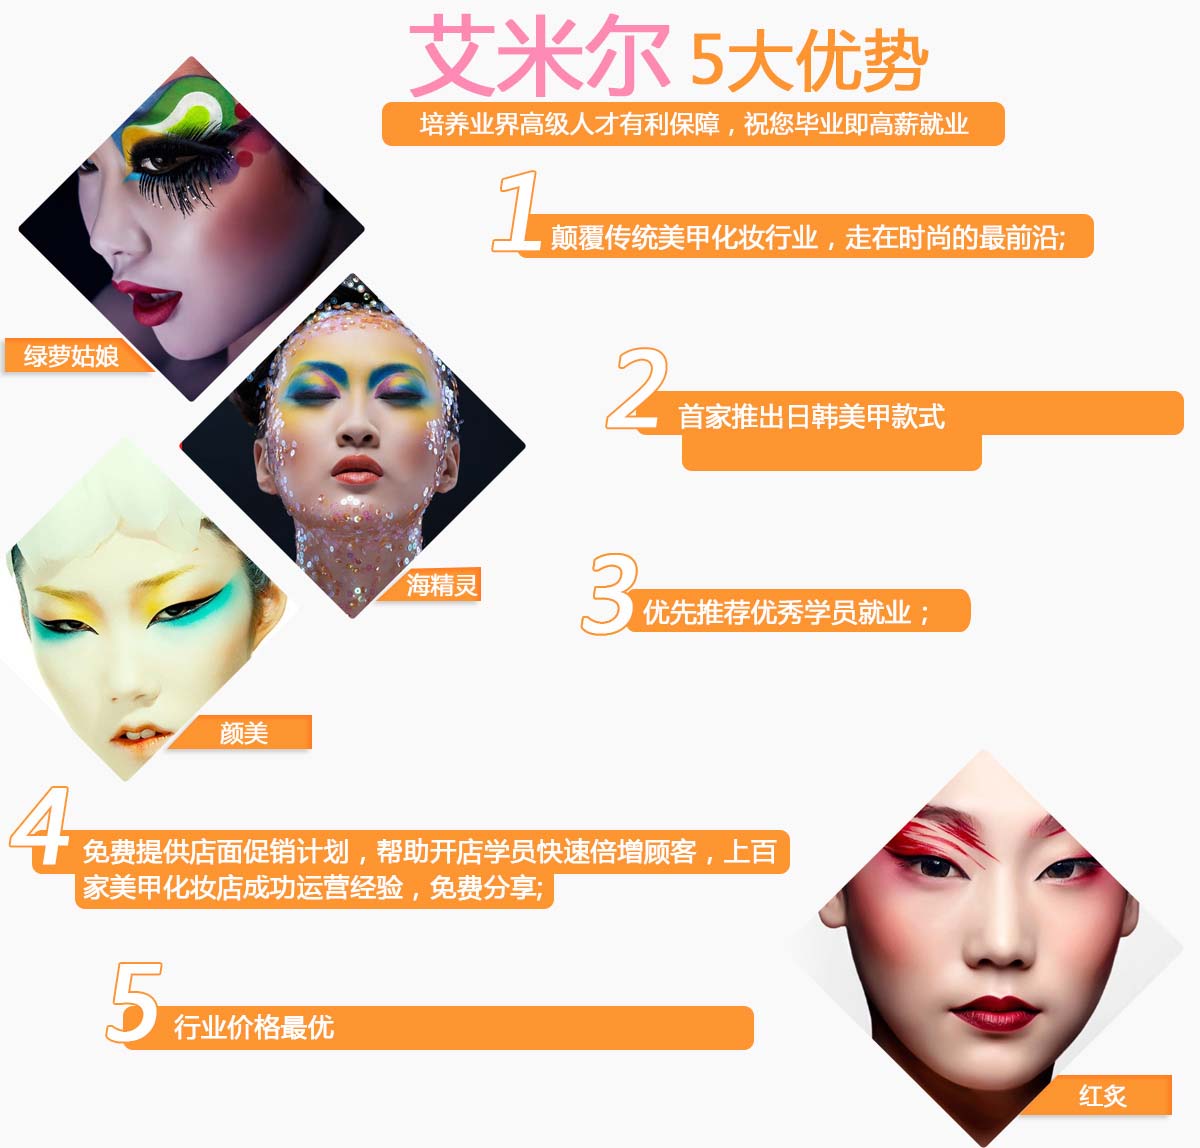 艾米尔 5大优势
培养业界高级人才有利保障，祝您毕业即高薪就业
1 颠覆传统美甲化妆行业，走在时尚的最前沿;
绿萝姑娘
2 首家推出日韩美甲款式
海精灵
3 优先推荐优秀学员就业；
颜美
4 免费提供店面促销计划，帮助开店学员快速倍增顾客，上百
家美甲化妆店成功运营经验，免费分享;
5 行业价格最优
红炙